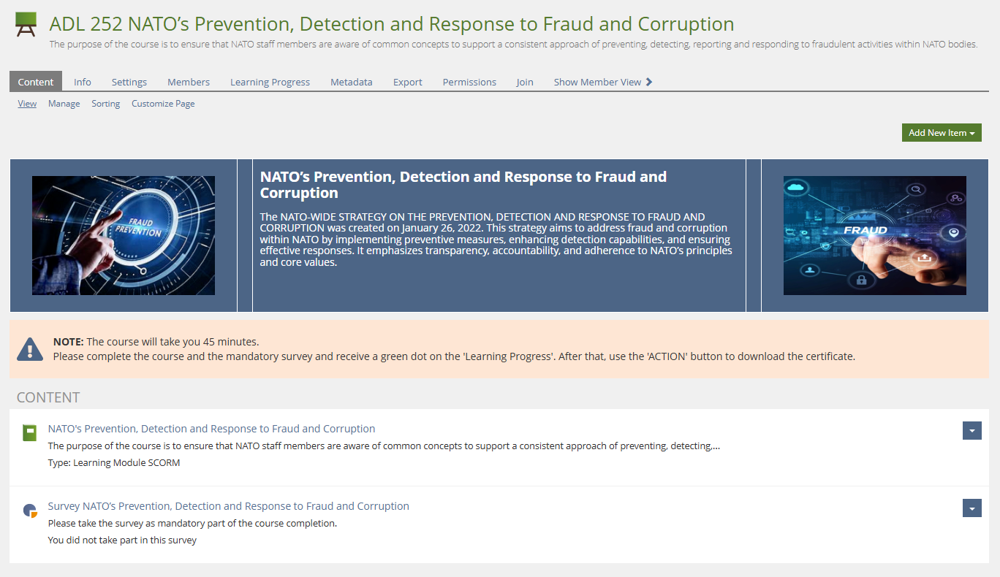 ADL 252 NATO’s Prevention, Detection and Response to Fraud and Corruption
The purpose of the course is to ensure that NATO staff members are aware of common concepts to support a consistent approach of preventing, detecting, reporting and responding to fraudulent activities within NATO bodies.
Content Info Settings Members Learning Progress Metadata Export Permissions Join Show Member View
View Manage Sorting Customize Page
Add New Item
FRAUD
PREVENTION
NATO’s Prevention, Detection and Response to Fraud and
Corruption
The NATO-WIDE STRATEGY ON THE PREVENTION, DETECTION AND RESPONSE TO FRAUD AND
CORRUPTION was created on January 26, 2022. This strategy aims to address fraud and corruption
within NATO by implementing preventive measures, enhancing detection capabilities, and ensuring
effective responses. It emphasizes transparency, accountability, and adherence to NATO’s principles
and core values.
FRAUD
NOTE: The course will take you 45 minutes.
Please complete the course and the mandatory survey and receive a green dot on the 'Learning Progress'. After that, use the 'ACTION' button to download the certificate.
CONTENT
NATO's Prevention, Detection and Response to Fraud and Corruption
The purpose of the course is to ensure that NATO staff members are aware of common concepts to support a consistent approach of preventing, detecting,...
Type: Learning Module SCORM
Survey NATO’s Prevention, Detection and Response to Fraud and Corruption
Please take the survey as mandatory part of the course completion.
You did not take part in this survey